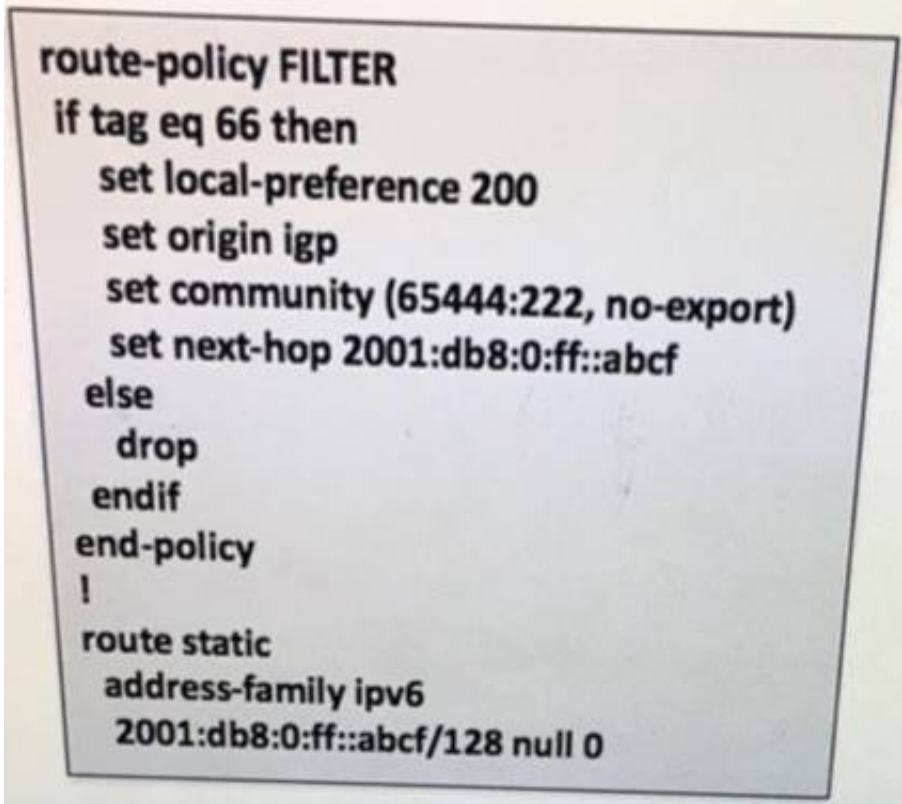 route-policy FILTER
if tag eq 66 then
set local-preference 200
set origin igp
set community (65444:222, no-export)
set next-hop 2001:db8:0:ff::abcf
else
drop
endif
end-policy
!
route static
address-family ipv6
2001:db8:0:ff::abcf/128 null 0